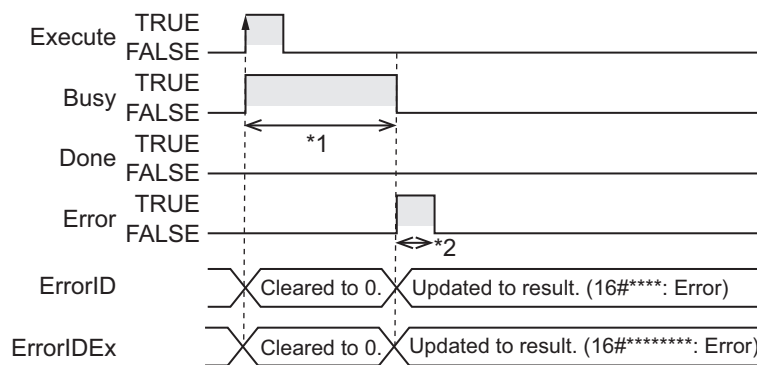 Execute TRUE
FALSE
Busy TRUE
FALSE
*1
Done TRUE
FALSE
Error TRUE
FALSE
*2
ErrorID Cleared to 0. Updated to result. (16#****: Error)
ErrorIDEx Cleared to 0. Updated to result. (16#********: Error)